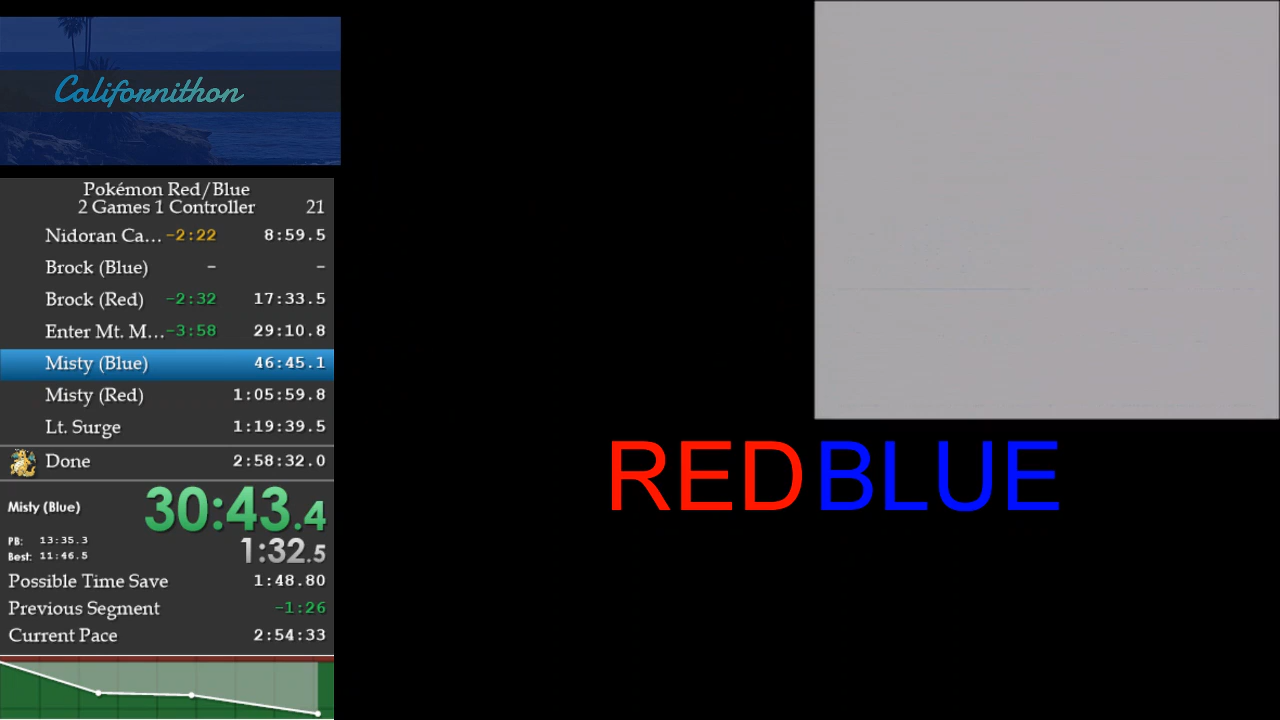 Californithon
Pokémon Red/Blue
2 Games 1 Controller 21
Nidoran Ca... -2:22 8:59.5
Brock (Blue) - -
Brock (Red) -2:32 17:33.5
Enter Mt. M... -3:58 29:10.8
Misty (Blue) 46:45.1
Misty (Red) 1:05:59.8
Lt. Surge 1:19:39.5
Done 2:58:32.0
Misty (Blue) 30:43.4
PB: 13:35.3
Best: 11:46.5
1:32.5
Possible Time Save 1:48.80
Previous Segment -1:26
Current Pace 2:54:33
RED BLUE